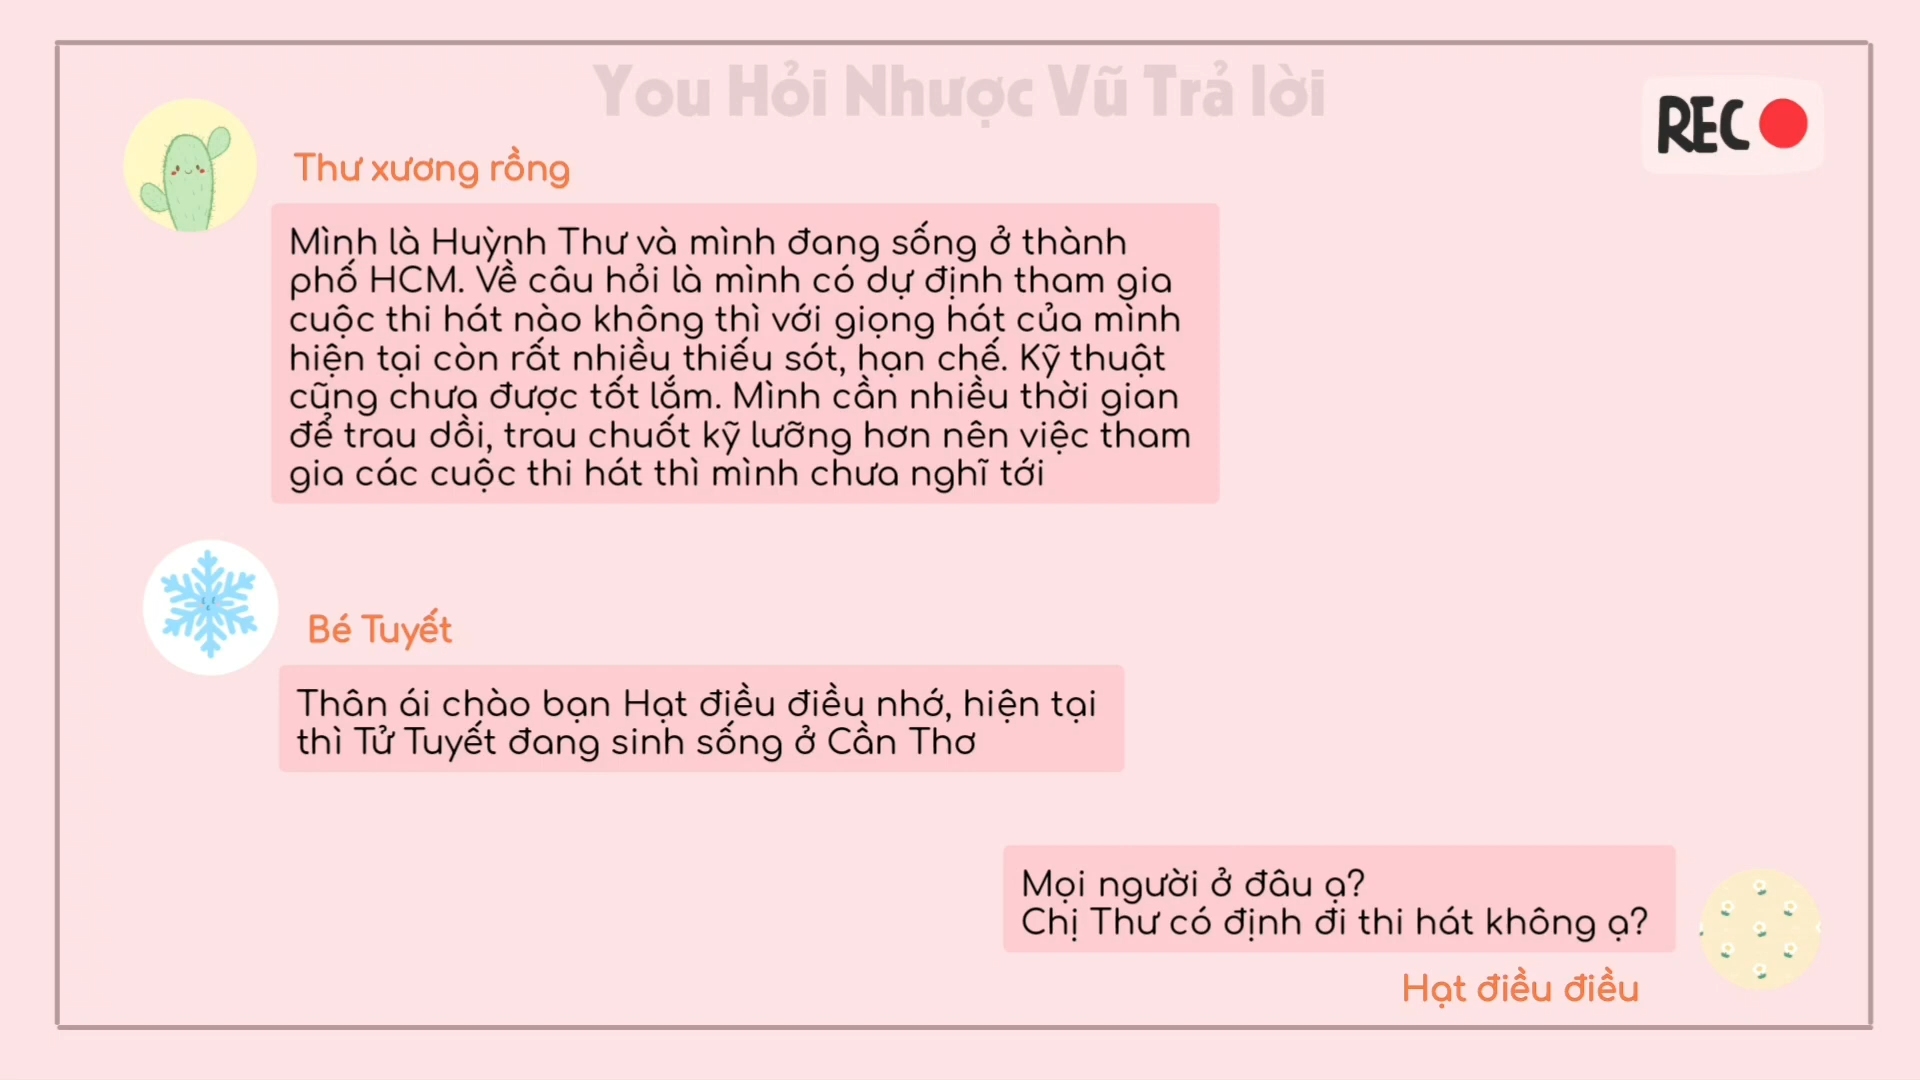 You Hỏi Nhược Vũ Trả lời
REC
Thư xương rồng
Mình là Huỳnh Thư và mình đang sống ở thành
phố HCM. Về câu hỏi là mình có dự định tham gia
cuộc thi hát nào không thì với giọng hát của mình
hiện tại còn rất nhiều thiếu sót, hạn chế. Kỹ thuật
cũng chưa được tốt lắm. Mình cần nhiều thời gian
để trau dồi, trau chuốt kỹ lưỡng hơn nên việc tham
gia các cuộc thi hát thì mình chưa nghĩ tới
Bé Tuyết
Thân ái chào bạn Hạt điều điều nhớ, hiện tại
thì Tử Tuyết đang sinh sống ở Cần Thơ
Mọi người ở đâu ạ?
Chị Thư có định đi thi hát không ạ?
Hạt điều điều